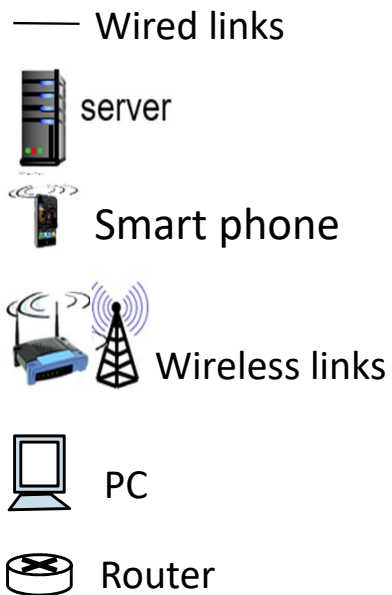 Wired links
server
Smart phone
Wireless links
PC
Router